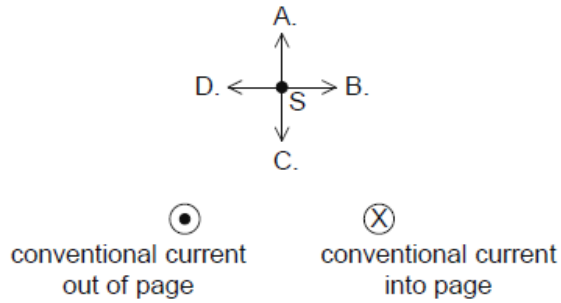 A.
D. B.
S
C.
X
conventional current conventional current
out of page into page